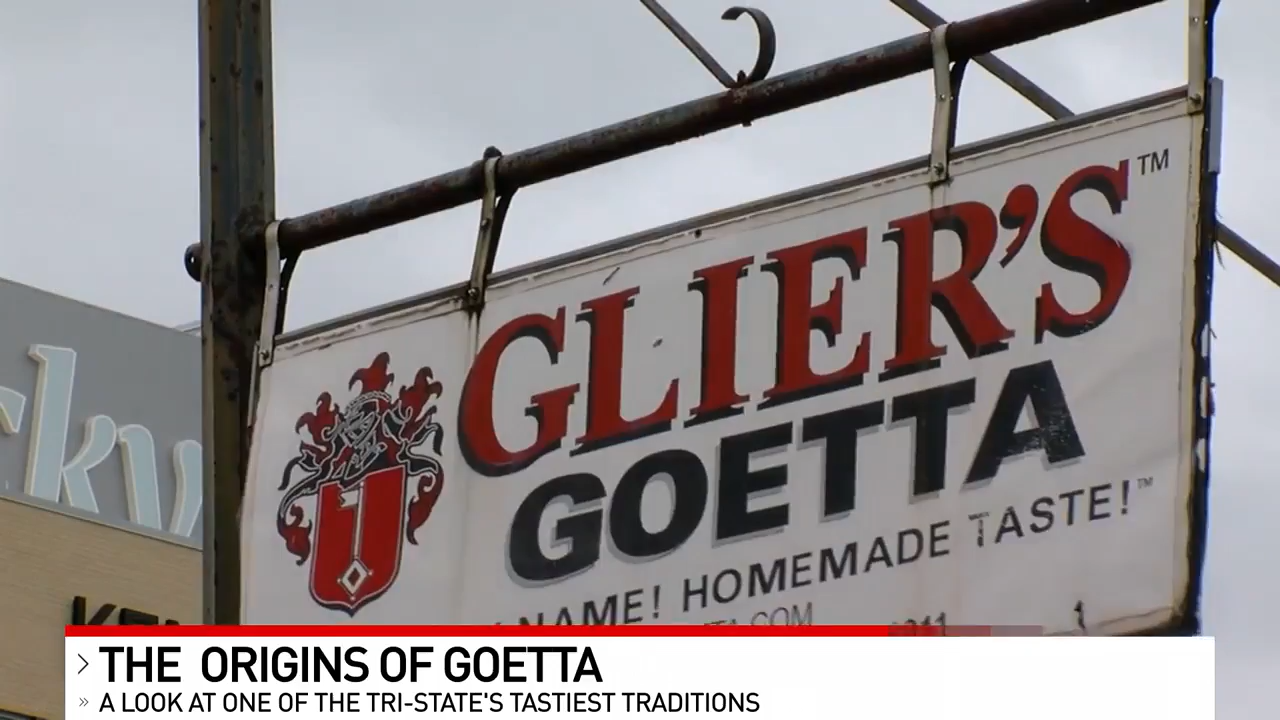 GLIER'S™
GOETTA
NAME! HOMEMADE TASTE!™
.COM
THE ORIGINS OF GOETTA
A LOOK AT ONE OF THE TRI-STATE'S TASTIEST TRADITIONS